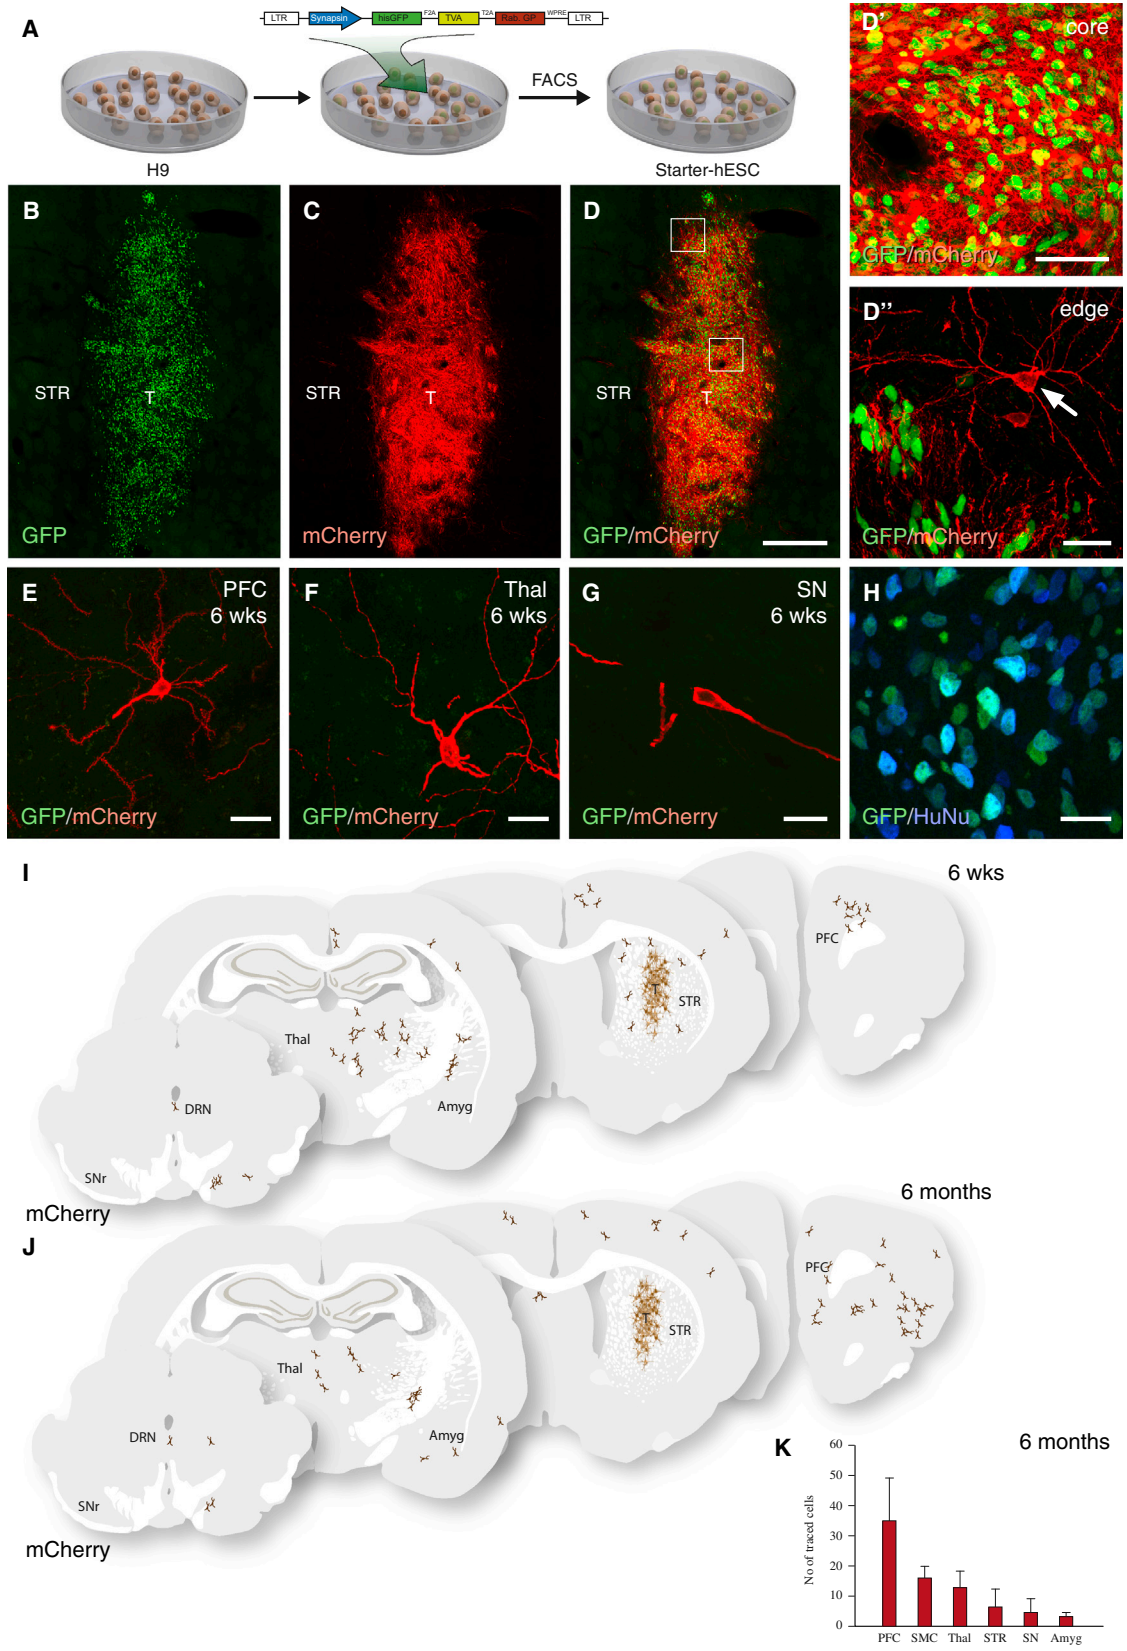 A
LTR Synapsin hisGFP F2A TVA T2A Rab. GP WPRE LTR
FACS
H9
Starter-hESC
D’
core
GFP/mCherry
B
STR
T
GFP
C
STR
T
mCherry
D
STR
T
GFP/mCherry
D’’
edge
GFP/mCherry
E
PFC
6 wks
GFP/mCherry
F
Thal
6 wks
GFP/mCherry
G
SN
6 wks
GFP/mCherry
H
GFP/HuNu
I
6 wks
PFC
T
STR
Thal
Amyg
DRN
SNr
mCherry
J
6 months
PFC
T
STR
Thal
Amyg
DRN
SNr
mCherry
K
6 months
No of traced cells
60
50
40
30
20
10
0
PFC SMC Thal STR SN Amyg